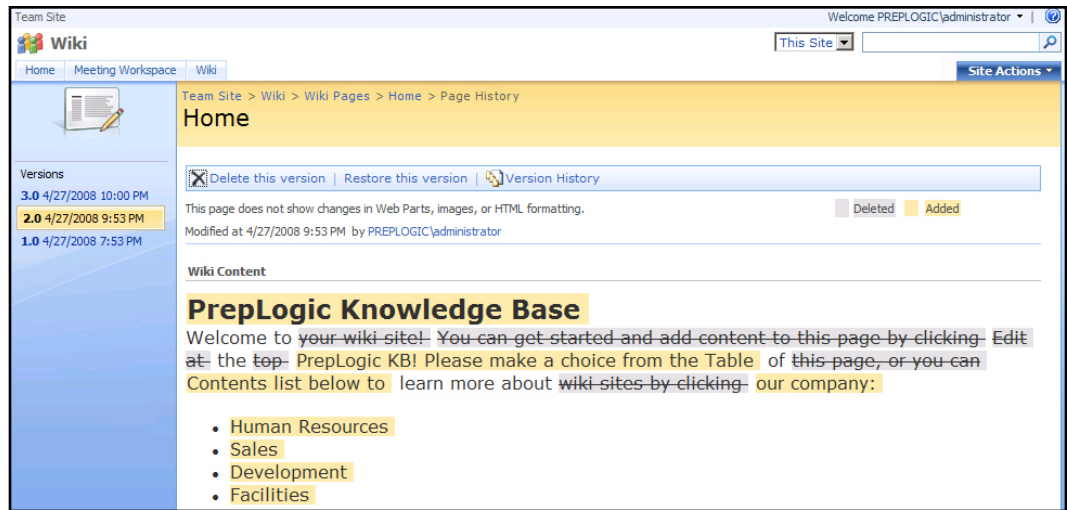 Team Site
Welcome PREPLOGIC\administrator
Wiki
This Site
Home Meeting Workspace Wiki
Site Actions
Team Site > Wiki > Wiki Pages > Home > Page History
Home
Versions
3.0 4/27/2008 10:00 PM
2.0 4/27/2008 9:53 PM
1.0 4/27/2008 7:53 PM
Delete this version | Restore this version | Version History
This page does not show changes in Web Parts, images, or HTML formatting.
Deleted Added
Modified at 4/27/2008 9:53 PM by PREPLOGIC\administrator
Wiki Content
PrepLogic Knowledge Base
Welcome to your wiki site! You can get started and add content to this page by clicking Edit
at the top PrepLogic KB! Please make a choice from the Table of this page, or you can
Contents list below to learn more about wiki sites by clicking our company:
• Human Resources
• Sales
• Development
• Facilities